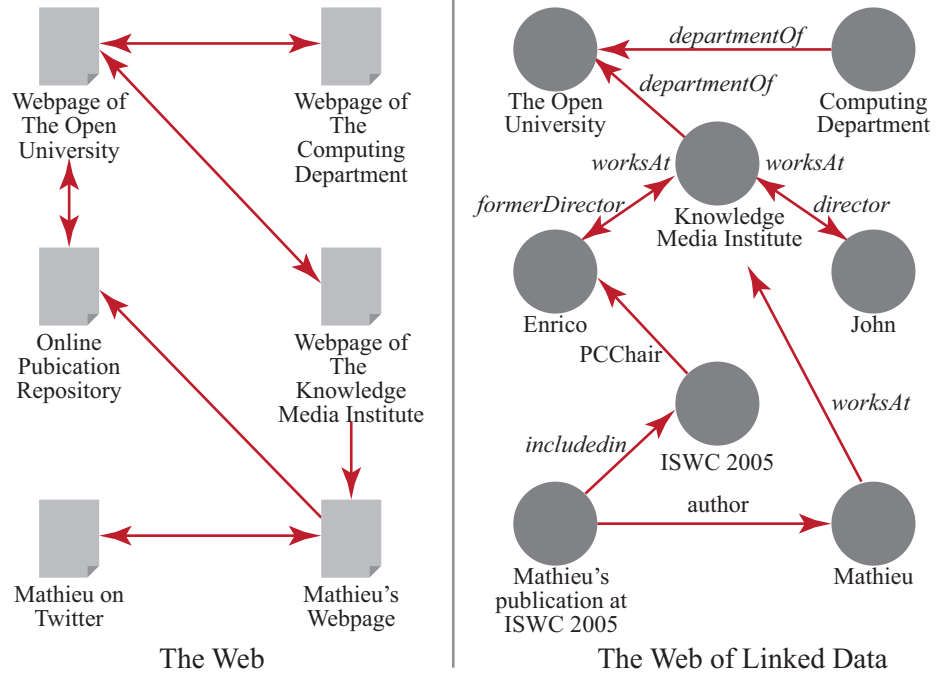 Webpage of
The Open
University
Webpage of
The
Computing
Department
Online
Pubication
Repository
Webpage of
The
Knowledge
Media Institute
Mathieu on
Twitter
Mathieu's
Webpage
The Web
departmentOf
departmentOf
The Open
University
Computing
Department
worksAt
worksAt
formerDirector
director
Knowledge
Media Institute
Enrico
John
PCChair
worksAt
includedin
ISWC 2005
author
Mathieu's
publication at
ISWC 2005
Mathieu
The Web of Linked Data